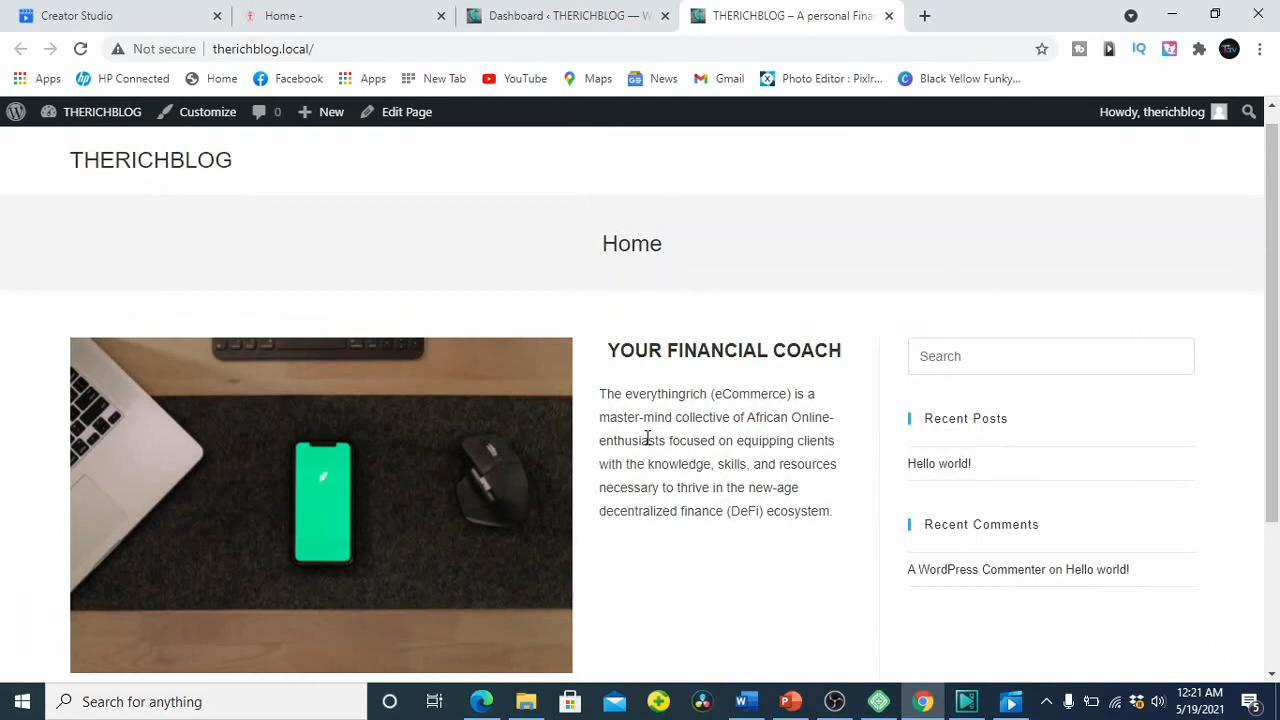 Creator Studio
Home -
Dashboard ‹ THERICHBLOG — W
THERICHBLOG – A personal Finan
Not secure
therichblog.local/
Apps
HP Connected
Home
Facebook
Apps
New Tab
YouTube
Maps
News
Gmail
Photo Editor : Pixlr...
Black Yellow Funky...
THERICHBLOG
Customize
0
New
Edit Page
Howdy, therichblog
THERICHBLOG
Home
YOUR FINANCIAL COACH
The everythingrich (eCommerce) is a
master-mind collective of African Online-
enthusiasts focused on equipping clients
with the knowledge, skills, and resources
necessary to thrive in the new-age
decentralized finance (DeFi) ecosystem.
Search
Recent Posts
Hello world!
Recent Comments
A WordPress Commenter on Hello world!
Search for anything
12:21 AM
5/19/2021
5